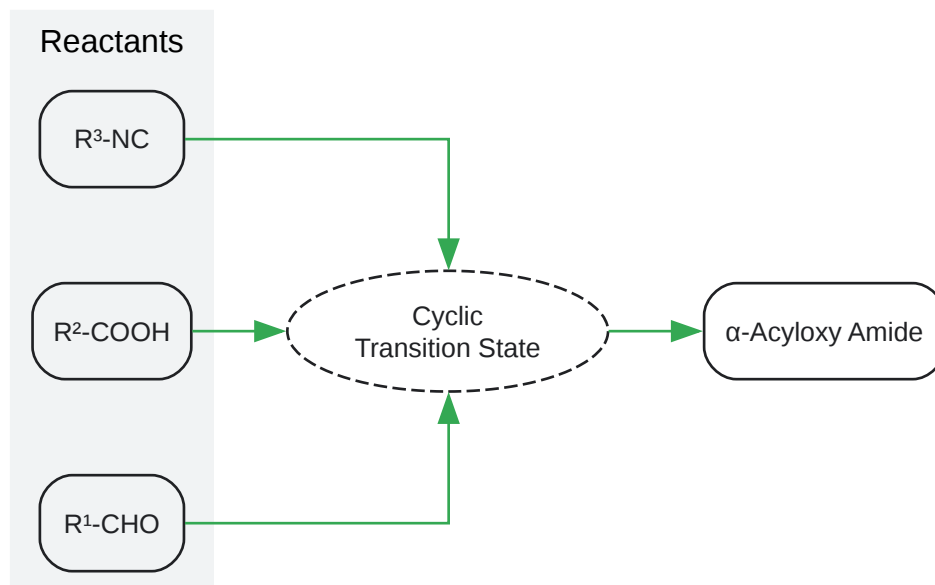 Reactants
R³-NC
R²-COOH
Cyclic
Transition State
α-Acyloxy Amide
R¹-CHO